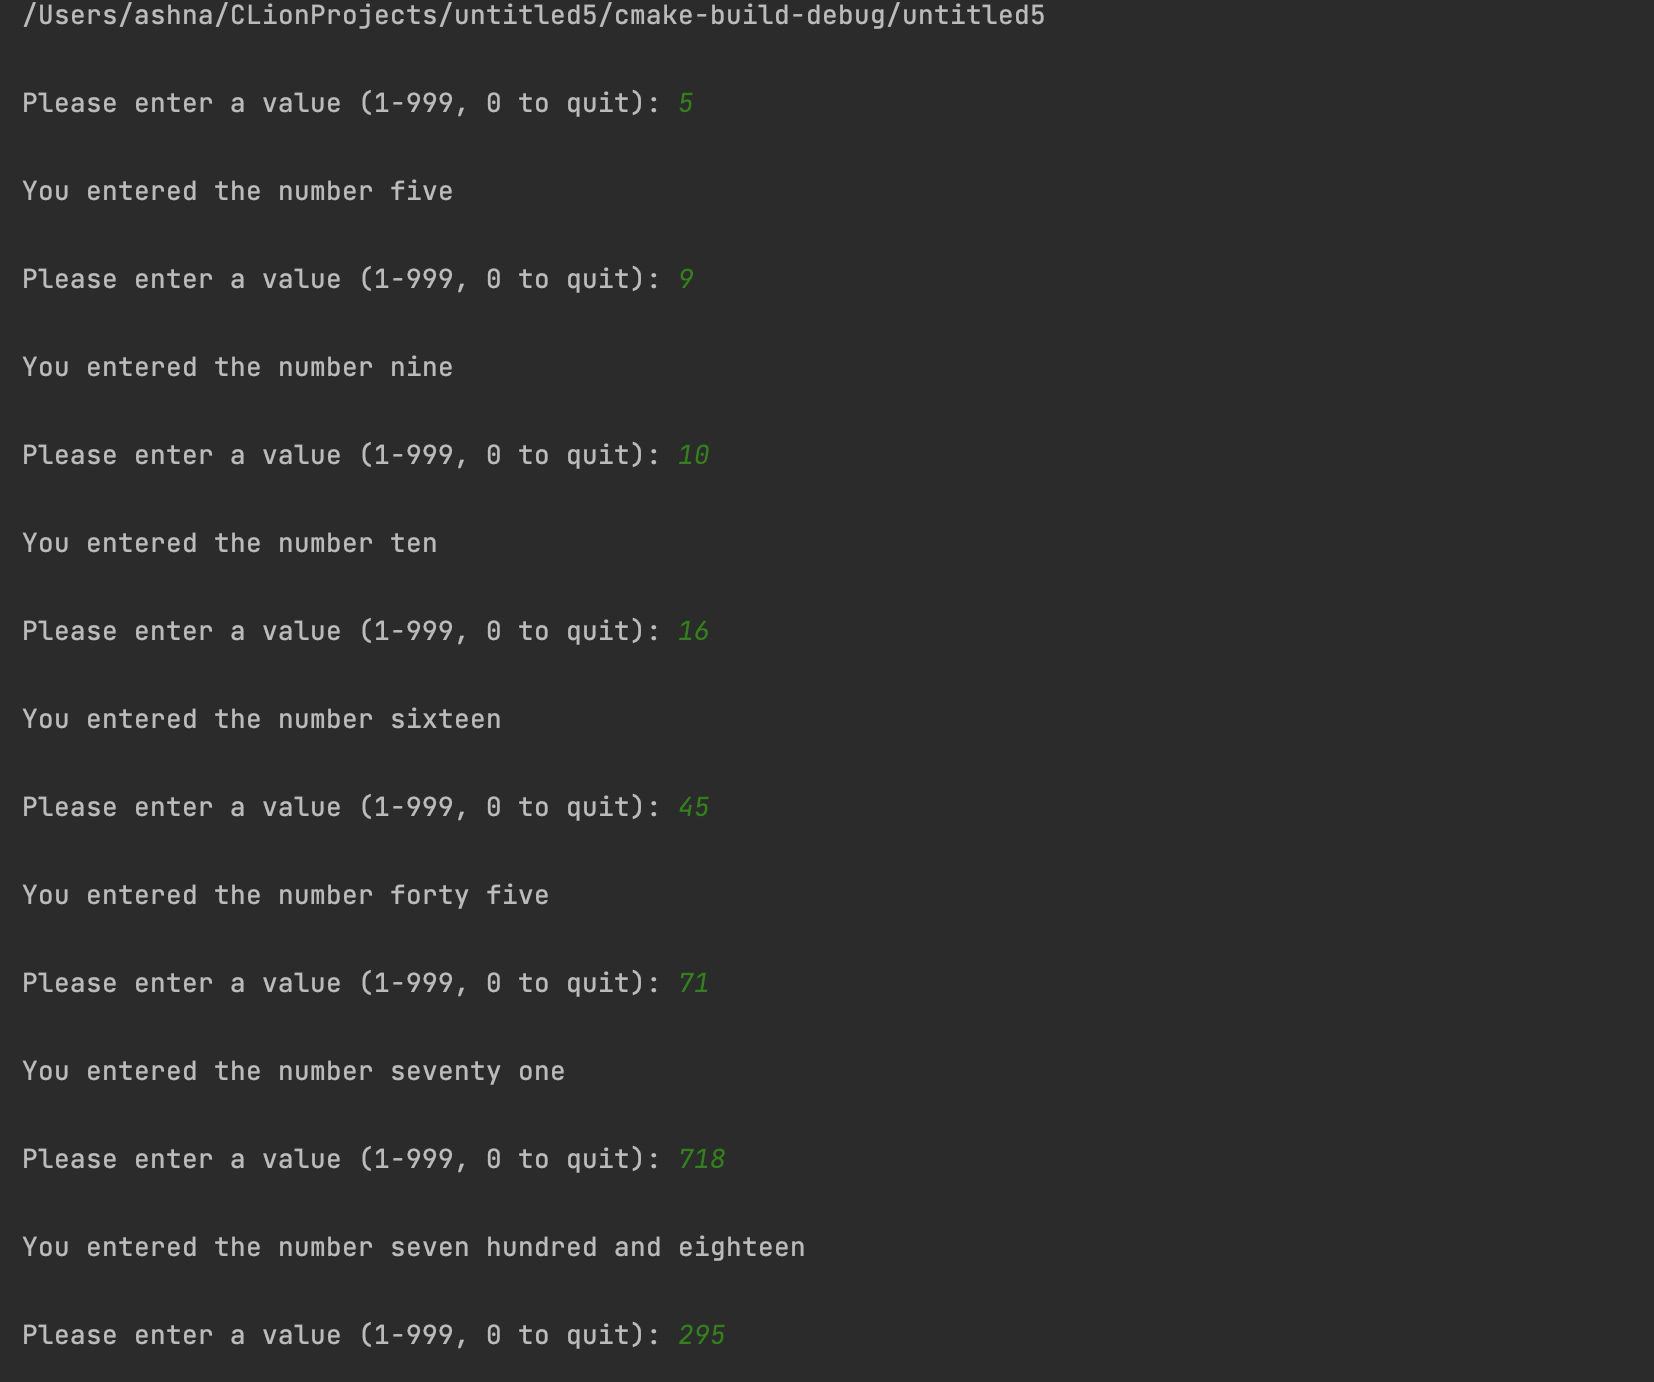 /Users/ashna/CLionProjects/untitled5/cmake-build-debug/untitled5
Please enter a value (1-999, 0 to quit): 5
You entered the number five
Please enter a value (1-999, 0 to quit): 9
You entered the number nine
Please enter a value (1-999, 0 to quit): 10
You entered the number ten
Please enter a value (1-999, 0 to quit): 16
You entered the number sixteen
Please enter a value (1-999, 0 to quit): 45
You entered the number forty five
Please enter a value (1-999, 0 to quit): 71
You entered the number seventy one
Please enter a value (1-999, 0 to quit): 718
You entered the number seven hundred and eighteen
Please enter a value (1-999, 0 to quit): 295